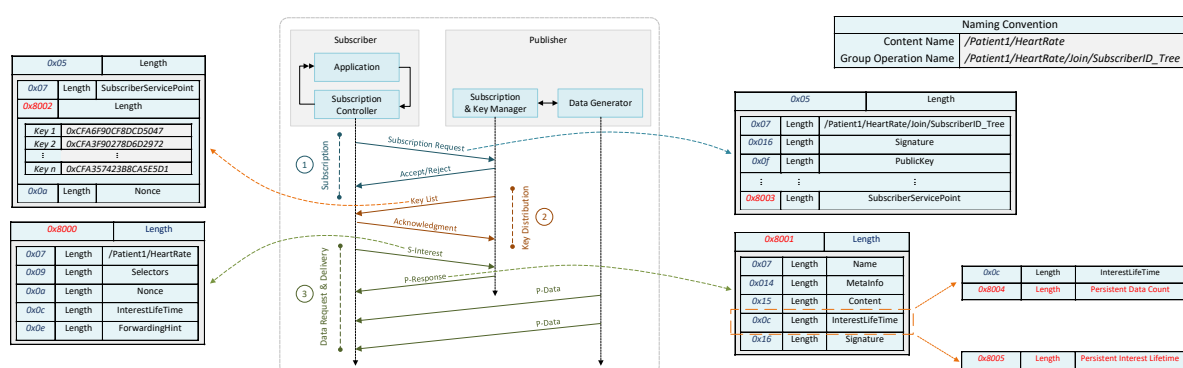 Naming Convention
Content Name /Patient1/HeartRate
Group Operation Name /Patient1/HeartRate/Join/SubscriberID_Tree
0x05 Length
0x07 Length SubscriberServicePoint
0x8002 Length
Key 1 0xCFA6F90CF8DCD5047
Key 2 0xCFA3F90278D6D2972
⋮ ⋮
Key n 0xCFA357423B8CA5E5D1
0x0a Length Nonce
0x8000 Length
0x07 Length /Patient1/HeartRate
0x09 Length Selectors
0x0a Length Nonce
0x0c Length InterestLifeTime
0x0e Length ForwardingHint
Subscriber
Application
Subscription
Controller
Publisher
Subscription
& Key Manager
Data Generator
1
Subscription
Subscription Request
Accept/Reject
Key List
Acknowledgment
2
Key Distribution
3
Data Request & Delivery
S-Interest
P-Response
P-Data
P-Data
0x05 Length
0x07 Length /Patient1/HeartRate/Join/SubscriberID_Tree
0x016 Length Signature
0x0f Length PublicKey
⋮ ⋮ ⋮
0x8003 Length SubscriberServicePoint
0x8001 Length
0x07 Length Name
0x014 Length MetaInfo
0x15 Length Content
0x0c Length InterestLifeTime
0x16 Length Signature
0x0c Length InterestLifeTime
0x8004 Length Persistent Data Count
0x8005 Length Persistent Interest Lifetime